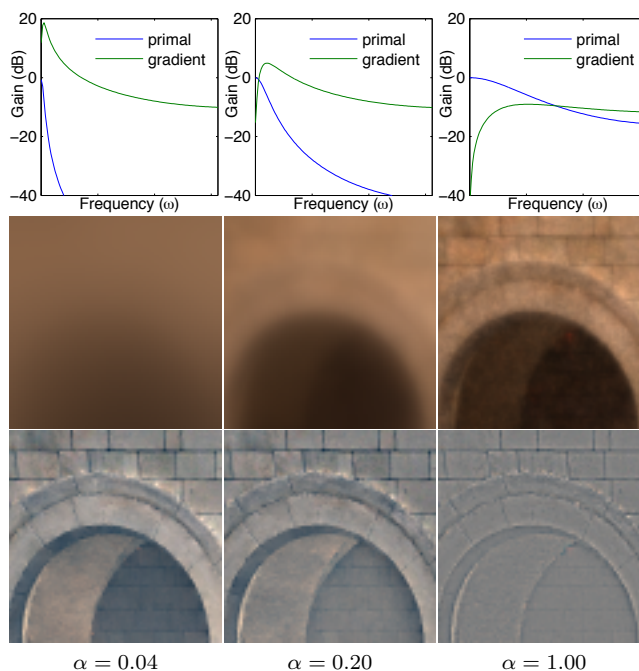 20
0
−20
−40
Gain (dB)
primal
gradient
Frequency (ω)
20
0
−20
−40
Gain (dB)
primal
gradient
Frequency (ω)
20
0
−20
−40
Gain (dB)
primal
gradient
Frequency (ω)
α = 0.04
α = 0.20
α = 1.00